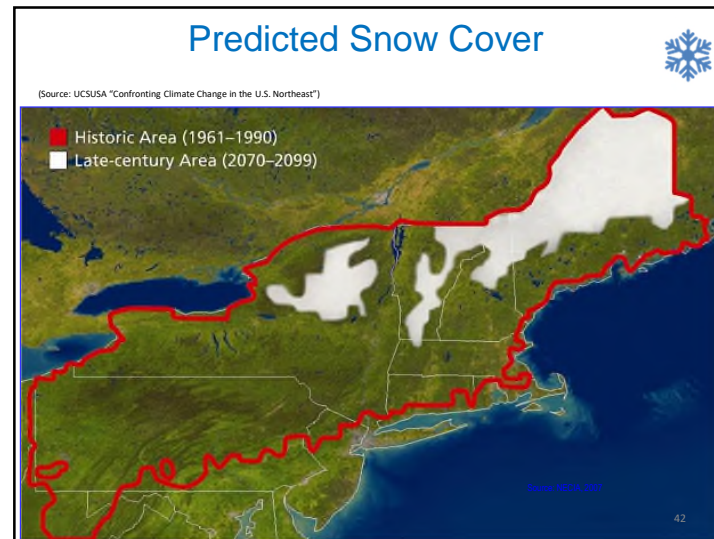 Predicted Snow Cover
(Source: UCSUSA “Confronting Climate Change in the U.S. Northeast”)
Historic Area (1961–1990)
Late-century Area (2070–2099)
42